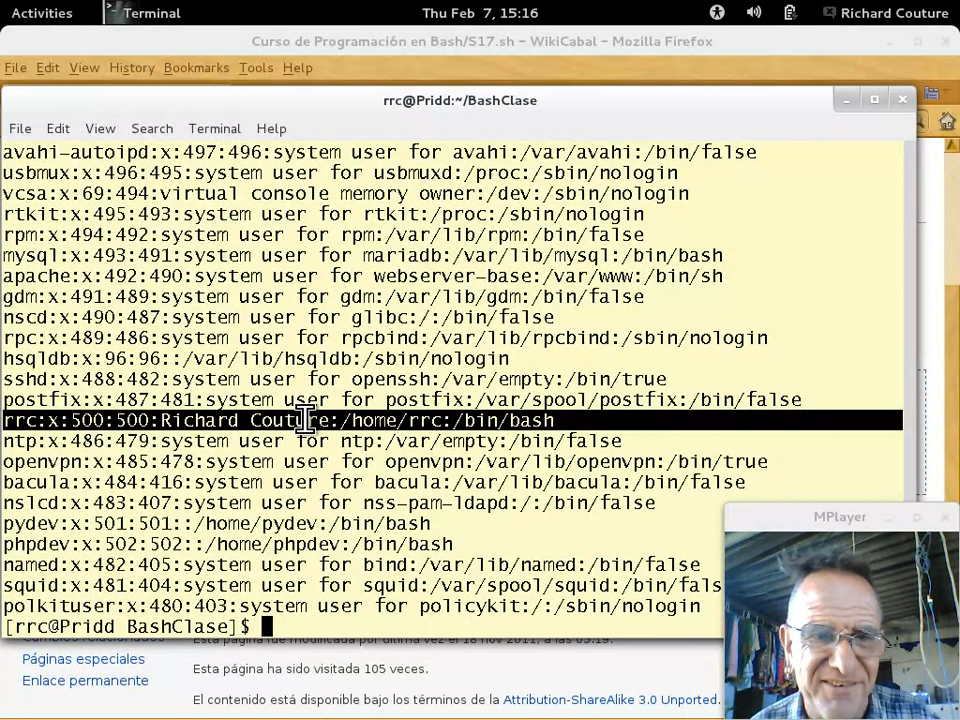 Activities Terminal Thu Feb 7, 15:16 Richard Couture
Curso de Programación en Bash/S17.sh – WikiCabal – Mozilla Firefox
File Edit View History Bookmarks Tools Help
rrc@Pridd:~/BashClase
File Edit View Search Terminal Help
avahi-autoipd:x:497:496:system user for avahi:/var/avahi:/bin/false
usbmux:x:496:495:system user for usbmuxd:/proc:/sbin/nologin
vcsa:x:69:494:virtual console memory owner:/dev:/sbin/nologin
rtkit:x:495:493:system user for rtkit:/proc:/sbin/nologin
rpm:x:494:492:system user for rpm:/var/lib/rpm:/bin/false
mysql:x:493:491:system user for mariadb:/var/lib/mysql:/bin/bash
apache:x:492:490:system user for webserver-base:/var/www:/bin/sh
gdm:x:491:489:system user for gdm:/var/lib/gdm:/bin/false
nscd:x:490:487:system user for glibc:/:/bin/false
rpc:x:489:486:system user for rpcbind:/var/lib/rpcbind:/sbin/nologin
hsqldb:x:96:96::/var/lib/hsqldb:/sbin/nologin
sshd:x:488:482:system user for openssh:/var/empty:/bin/true
postfix:x:487:481:system user for postfix:/var/spool/postfix:/bin/false
rrc:x:500:500:Richard Couture:/home/rrc:/bin/bash
ntp:x:486:479:system user for ntp:/var/empty:/bin/false
openvpn:x:485:478:system user for openvpn:/var/lib/openvpn:/bin/true
bacula:x:484:416:system user for bacula:/var/lib/bacula:/bin/false
nslcd:x:483:407:system user for nss-pam-ldapd:/:/bin/false
pydev:x:501:501::/home/pydev:/bin/bash
MPlayer
phpdev:x:502:502::/home/phpdev:/bin/bash
named:x:482:405:system user for bind:/var/lib/named:/bin/false
squid:x:481:404:system user for squid:/var/spool/squid:/bin/fals
polkituser:x:480:403:system user for policykit:/:/sbin/nologin
[rrc@Pridd BashClase]$
Páginas especiales
Enlace permanente
Esta página fue modificada por última vez el 18 nov 2011, a las 05:19.
Esta página ha sido visitada 105 veces.
El contenido está disponible bajo los términos de la Attribution-ShareAlike 3.0 Unported.